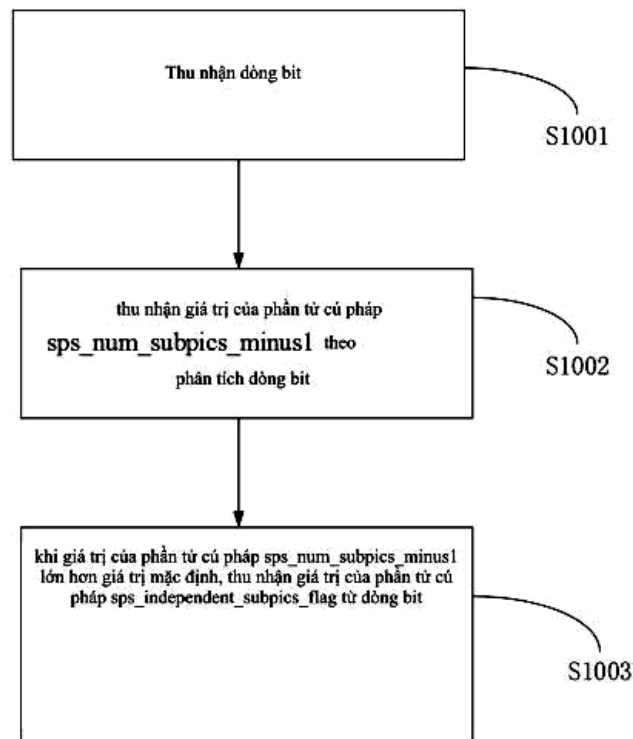 Thu nhận dòng bit
S1001
thu nhận giá trị của phần tử cú pháp
sps_num_subpics_minus1 theo
phân tích dòng bit
S1002
khi giá trị của phần tử cú pháp sps_num_subpics_minus1
lớn hơn giá trị mặc định, thu nhận giá trị của phần tử cú
pháp sps_independent_subpics_flag từ dòng bit
S1003